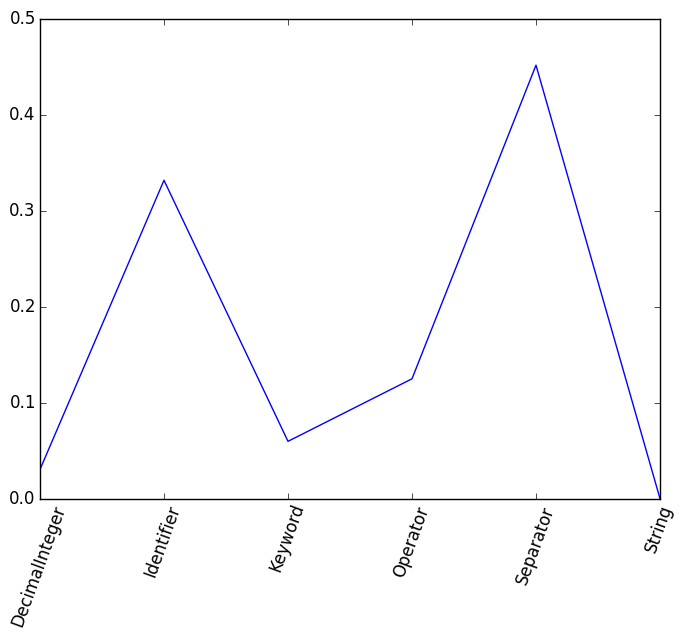 0.5
0.4
0.3
0.2
0.1
0.0
DecimalInteger
Identifier
Keyword
Operator
Separator
String